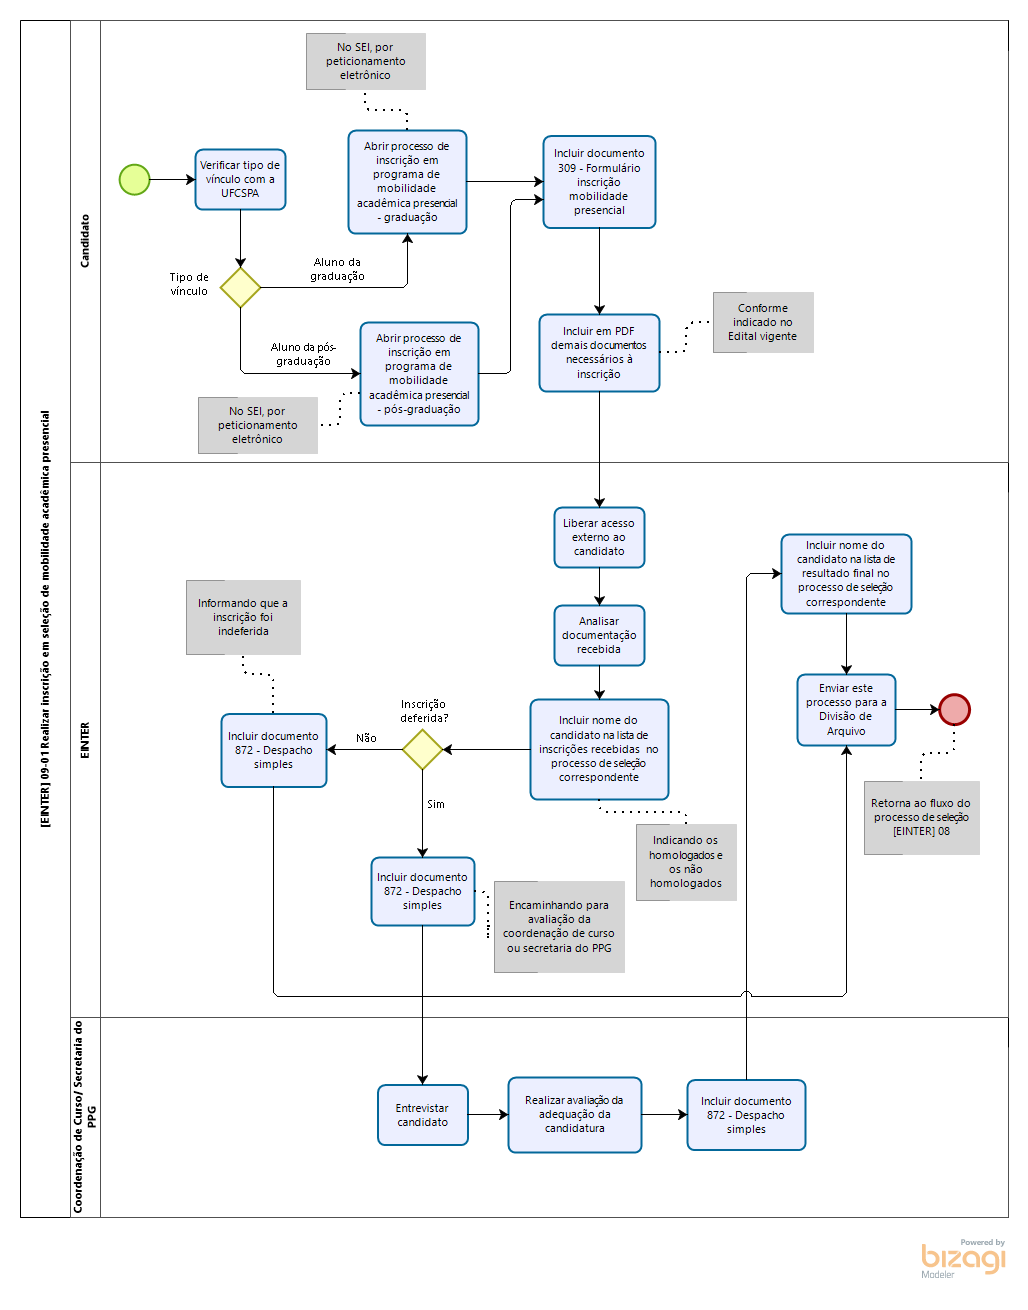 [EINTER] 09-01 Realizar inscrição em seleção de mobilidade acadêmica presencial
Candidato
No SEI, por
peticionamento
eletrônico
Verificar tipo de
vínculo com a
UFCSPA
Abrir processo de
inscrição em
programa de
mobilidade
acadêmica presencial
- graduação
Incluir documento
309 - Formulário
inscrição
mobilidade
presencial
Tipo de
vínculo
Aluno da
graduação
Aluno da pós-
graduação
Abrir processo de
inscrição em
programa de
mobilidade
acadêmica presencial
- pós-graduação
No SEI, por
peticionamento
eletrônico
Incluir em PDF
demais documentos
necessários à
inscrição
Conforme
indicado no
Edital vigente
EINTER
Liberar acesso
externo ao
candidato
Analisar
documentação
recebida
Incluir nome do
candidato na lista de
inscrições recebidas no
processo de seleção
correspondente
Indicando os
homologados e
os não
homologados
Inscrição
deferida?
Não
Sim
Informando que a
inscrição foi
indeferida
Incluir documento
872 - Despacho
simples
Incluir documento
872 - Despacho
simples
Encaminhando para
avaliação da
coordenação de curso
ou secretaria do PPG
Incluir nome do
candidato na lista de
resultado final no
processo de seleção
correspondente
Enviar este
processo para a
Divisão de
Arquivo
Retorna ao fluxo do
processo de seleção
[EINTER] 08
Coordenação de Curso/ Secretaria do
PPG
Entrevistar
candidato
Realizar avaliação da
adequação da
candidatura
Incluir documento
872 - Despacho
simples
Powered by
bizagi
Modeler